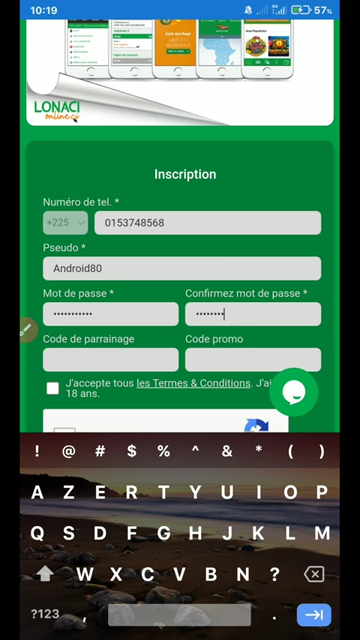 10:19
57%
LONACI
online.ci
Inscription
Numéro de tel. *
+225
0153748568
Pseudo *
Android80
Mot de passe *
Confirmez mot de passe *
•••••••••••
••••••••
Code de parrainage
Code promo
J'accepte tous les Termes & Conditions. J'ai
18 ans.
! @ # $ % ^ & * ( )
A Z E R T Y U I O P
Q S D F G H J K L M
W X C V B N ?
?123 , .